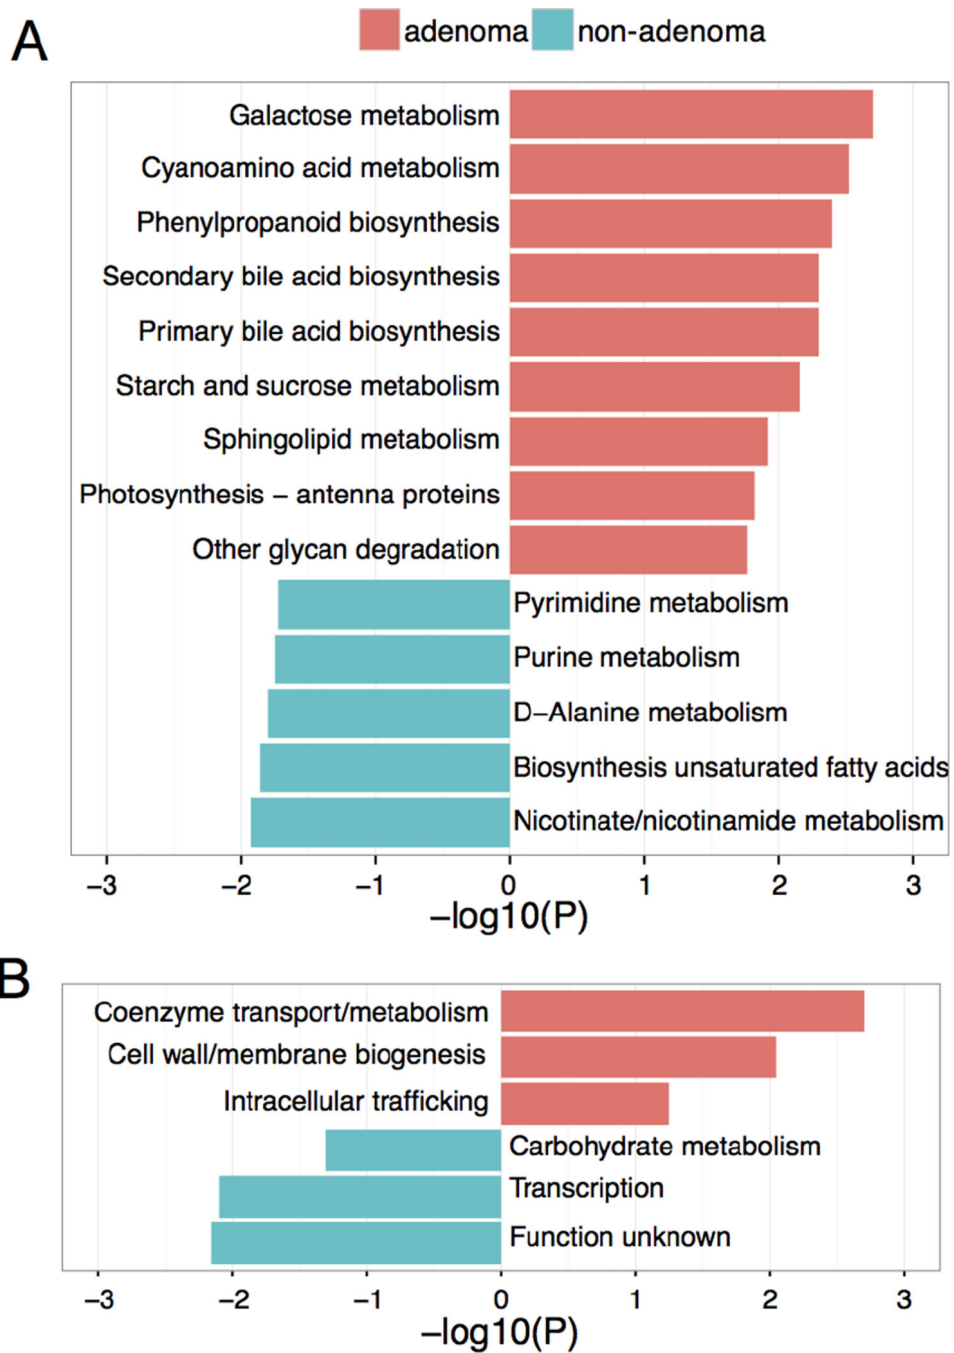 A
adenoma non-adenoma
Galactose metabolism
Cyanoamino acid metabolism
Phenylpropanoid biosynthesis
Secondary bile acid biosynthesis
Primary bile acid biosynthesis
Starch and sucrose metabolism
Sphingolipid metabolism
Photosynthesis – antenna proteins
Other glycan degradation
Pyrimidine metabolism
Purine metabolism
D–Alanine metabolism
Biosynthesis unsaturated fatty acids
Nicotinate/nicotinamide metabolism
–3 –2 –1 0 1 2 3
–log10(P)
B
Coenzyme transport/metabolism
Cell wall/membrane biogenesis
Intracellular trafficking
Carbohydrate metabolism
Transcription
Function unknown
–3 –2 –1 0 1 2 3
–log10(P)